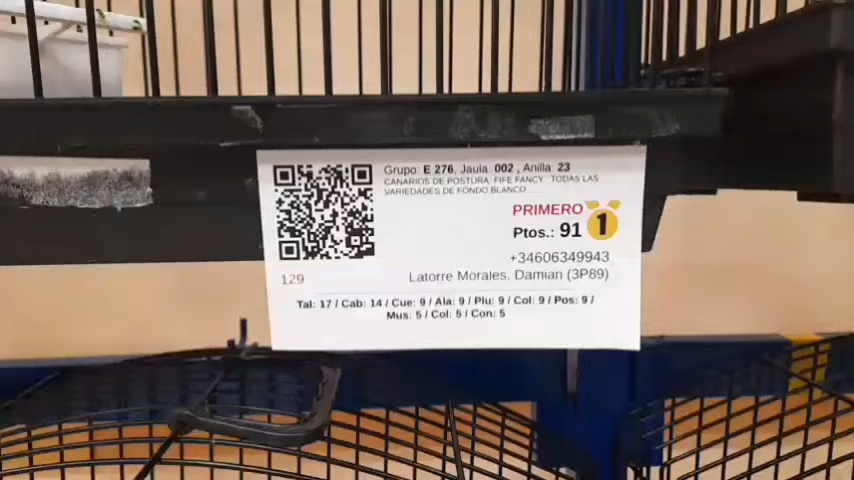 Grupo: E 276, Jaula: 002 , Anilla 23
CANARIOS DE POSTURA, FIFE FANCY TODAS LAS
VARIEDADES DE FONDO BLANCO
PRIMERO 1
Ptos.: 91
+34606349943
129
Latorre Morales, Damian (3P89)
Tal: 17 / Cab: 14 / Cue: 9 / Ala: 9 / Plu: 9 / Col: 9 / Pos: 9 /
Mus: 5 / Col: 5 / Con: 5